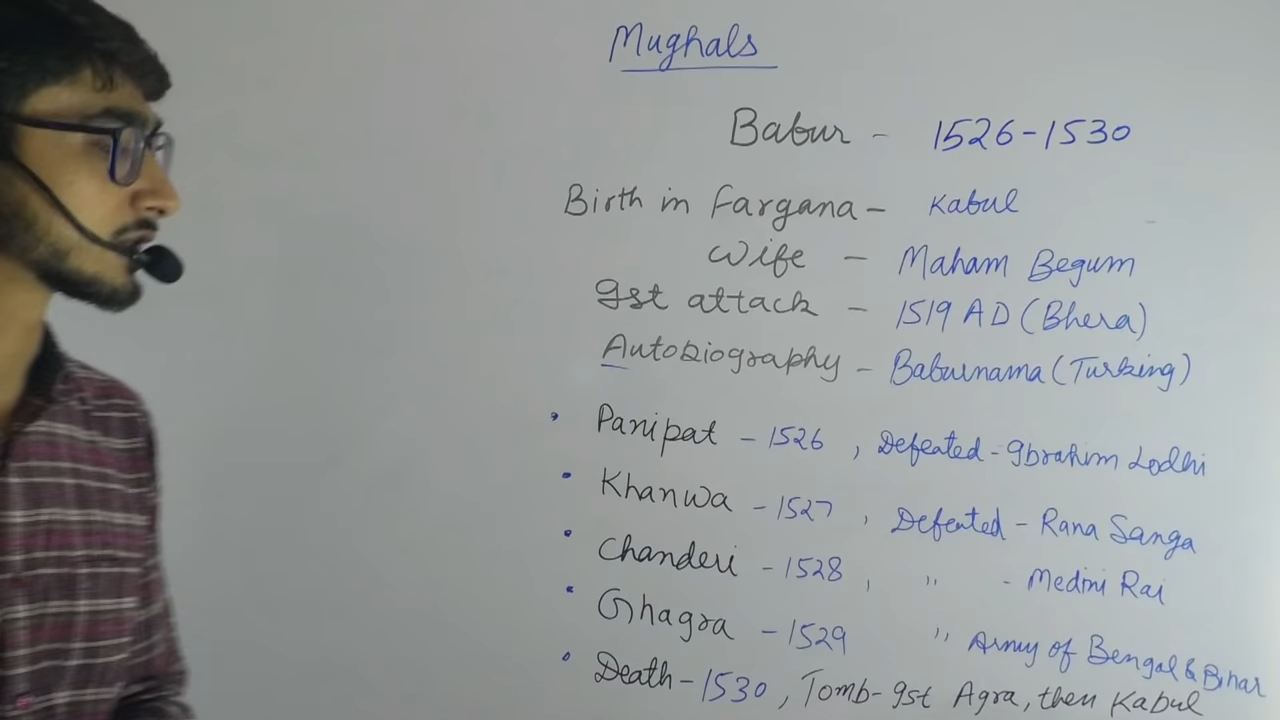 Mughals
Babur - 1526-1530
Birth in Fargana - Kabul
Wife - Maham Begum
Ist attack - 1519 AD (Bhera)
Autobiography - Baburnama (Turking)
• Panipat - 1526, Defeated - Ibrahim Lodhi
• Khanwa - 1527, Defeated - Rana Sanga
• Chanderi - 1528, " - Medini Rai
• Ghagra - 1529 " Army of Bengal & Bihar
• Death - 1530, Tomb - Ist Agra, then Kabul